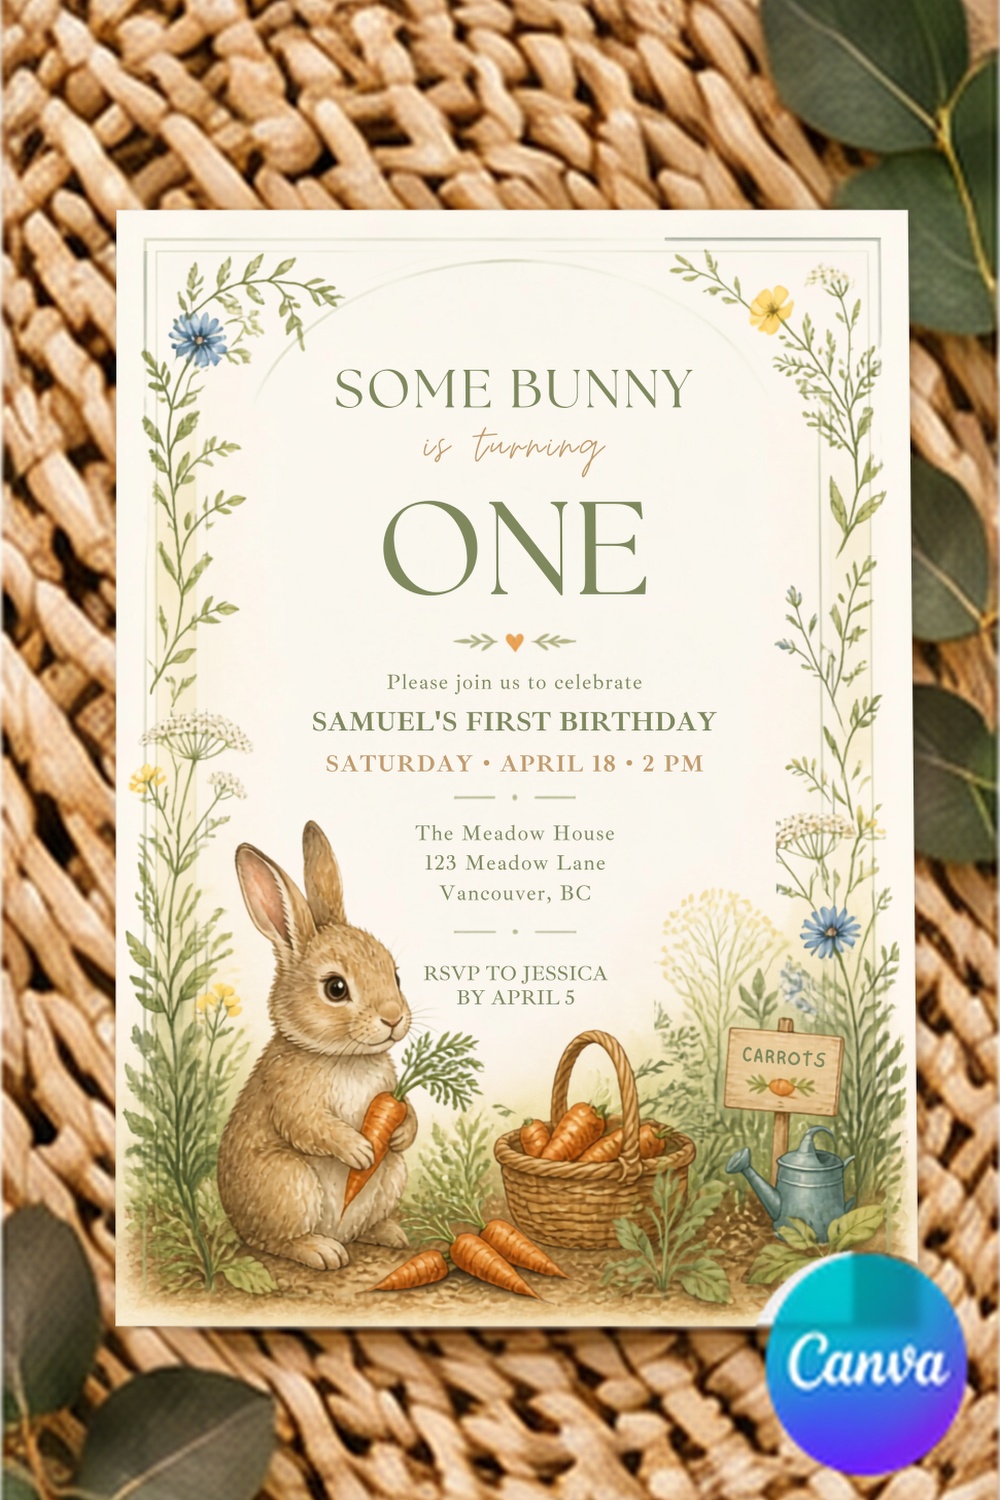 SOME BUNNY
is turning
ONE
Please join us to celebrate
SAMUEL'S FIRST BIRTHDAY
SATURDAY • APRIL 18 • 2 PM
The Meadow House
123 Meadow Lane
Vancouver, BC
RSVP TO JESSICA
BY APRIL 5
CARROTS
Canva